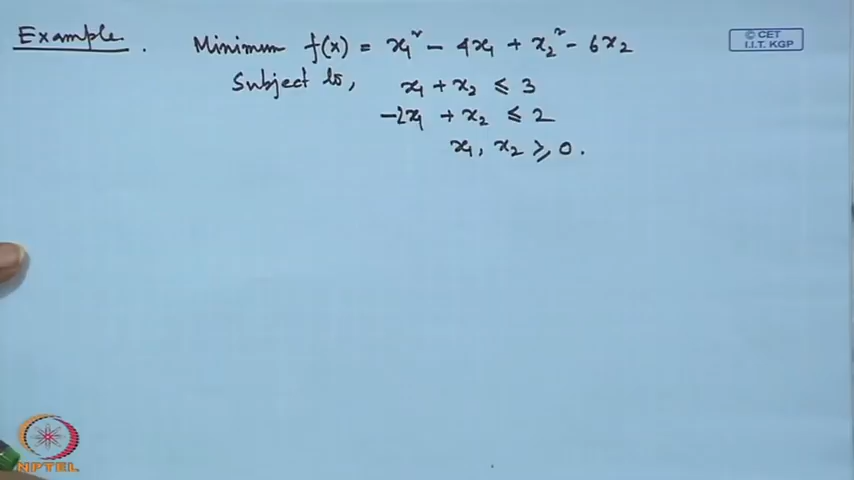 Example. Minimum f(x) = x₁² - 4x₁ + x₂² - 6x₂
© CET
I.I.T. KGP
Subject to, x₁ + x₂ ≤ 3
-2x₁ + x₂ ≤ 2
x₁, x₂ ≥ 0.
NPTEL